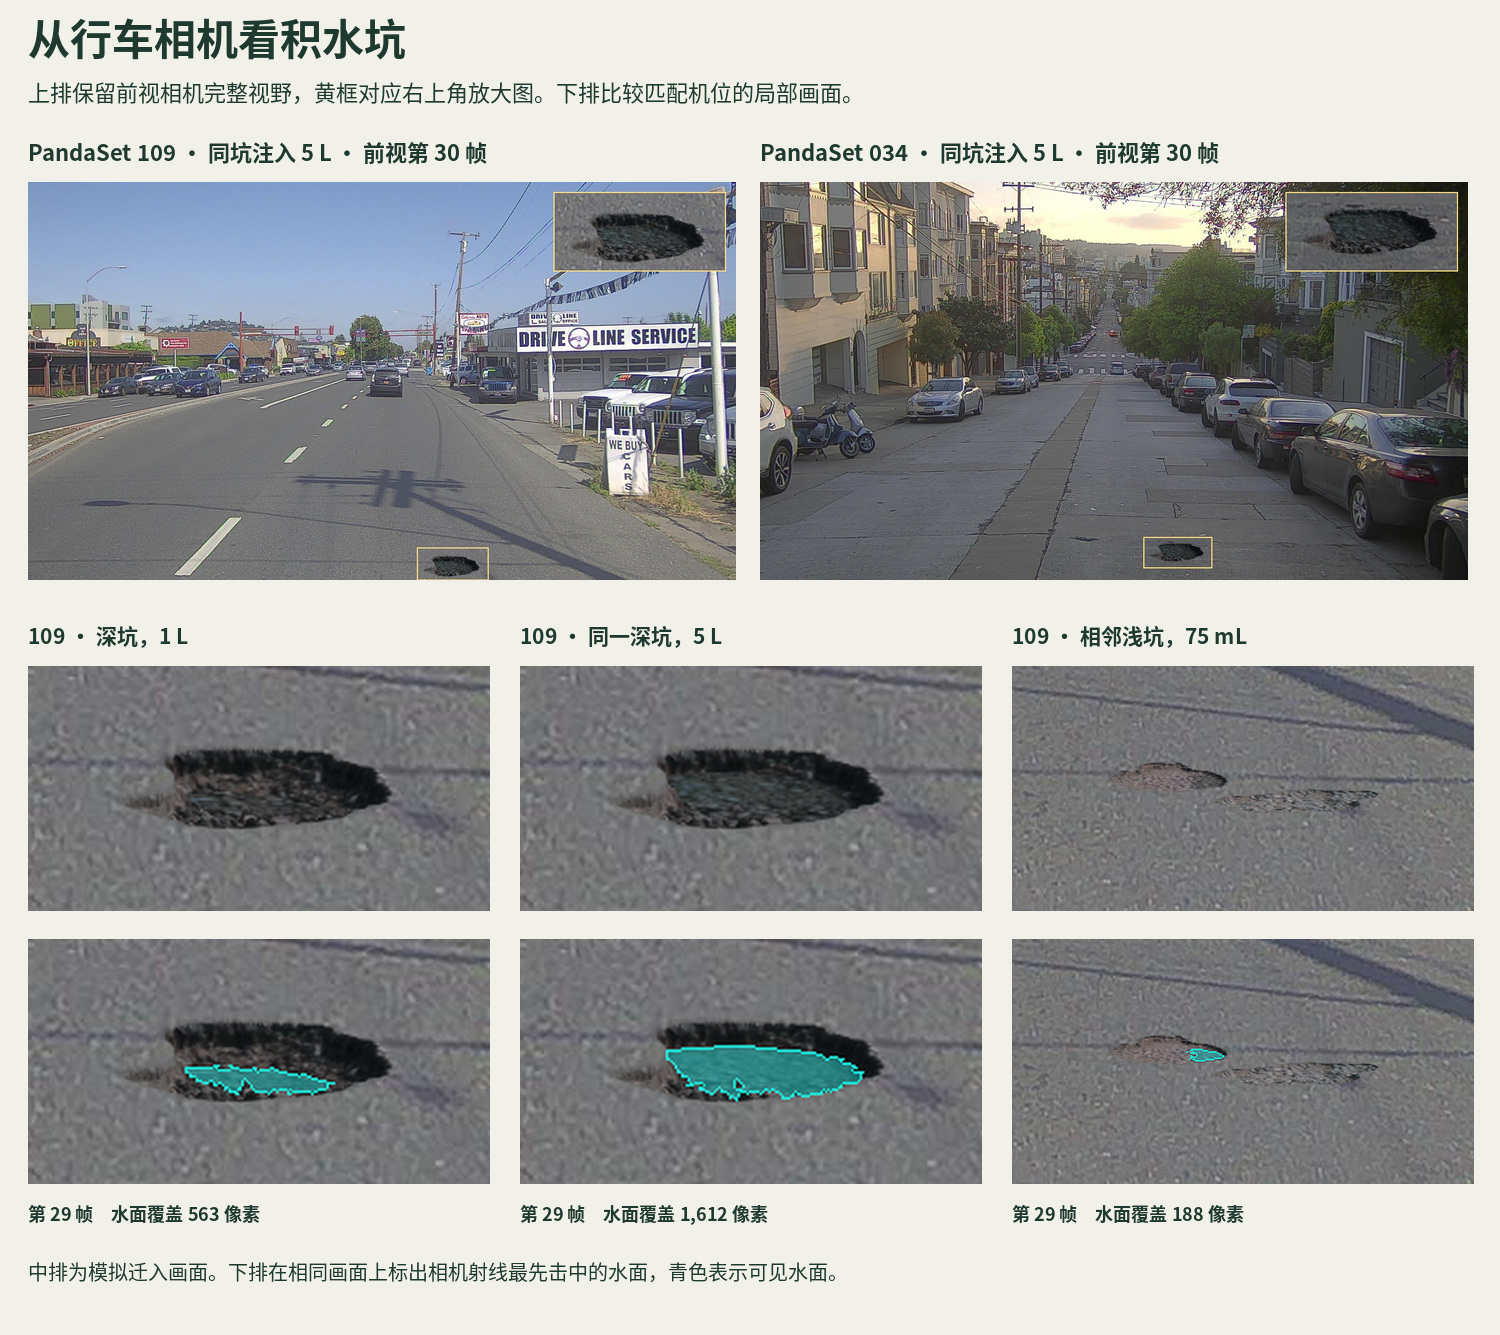 从行车相机看积水坑
上排保留前视相机完整视野，黄框对应右上角放大图。下排比较匹配机位的局部画面。
PandaSet 109 · 同坑注入 5 L · 前视第 30 帧
PandaSet 034 · 同坑注入 5 L · 前视第 30 帧
OFFICE
DRIVE LINE
DRIVE LINE SERVICE
WE BUY
CARS
109 · 深坑，1 L
109 · 同一深坑，5 L
109 · 相邻浅坑，75 mL
第 29 帧 水面覆盖 563 像素
第 29 帧 水面覆盖 1,612 像素
第 29 帧 水面覆盖 188 像素
中排为模拟迁入画面。下排在相同画面上标出相机射线最先击中的水面，青色表示可见水面。